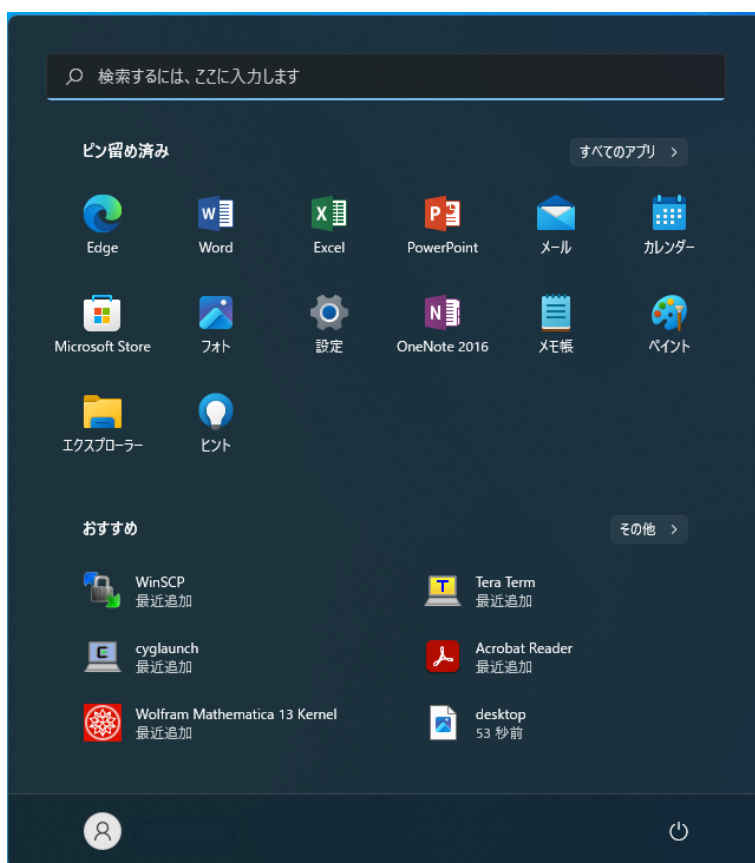 検索するには、ここに入力します
ピン留め済み
すべてのアプリ >
Edge
Word
Excel
PowerPoint
メール
カレンダー
Microsoft Store
フォト
設定
OneNote 2016
メモ帳
ペイント
エクスプローラー
ヒント
おすすめ
その他 >
WinSCP
最近追加
Tera Term
最近追加
cyglaunch
最近追加
Acrobat Reader
最近追加
Wolfram Mathematica 13 Kernel
最近追加
desktop
53 秒前